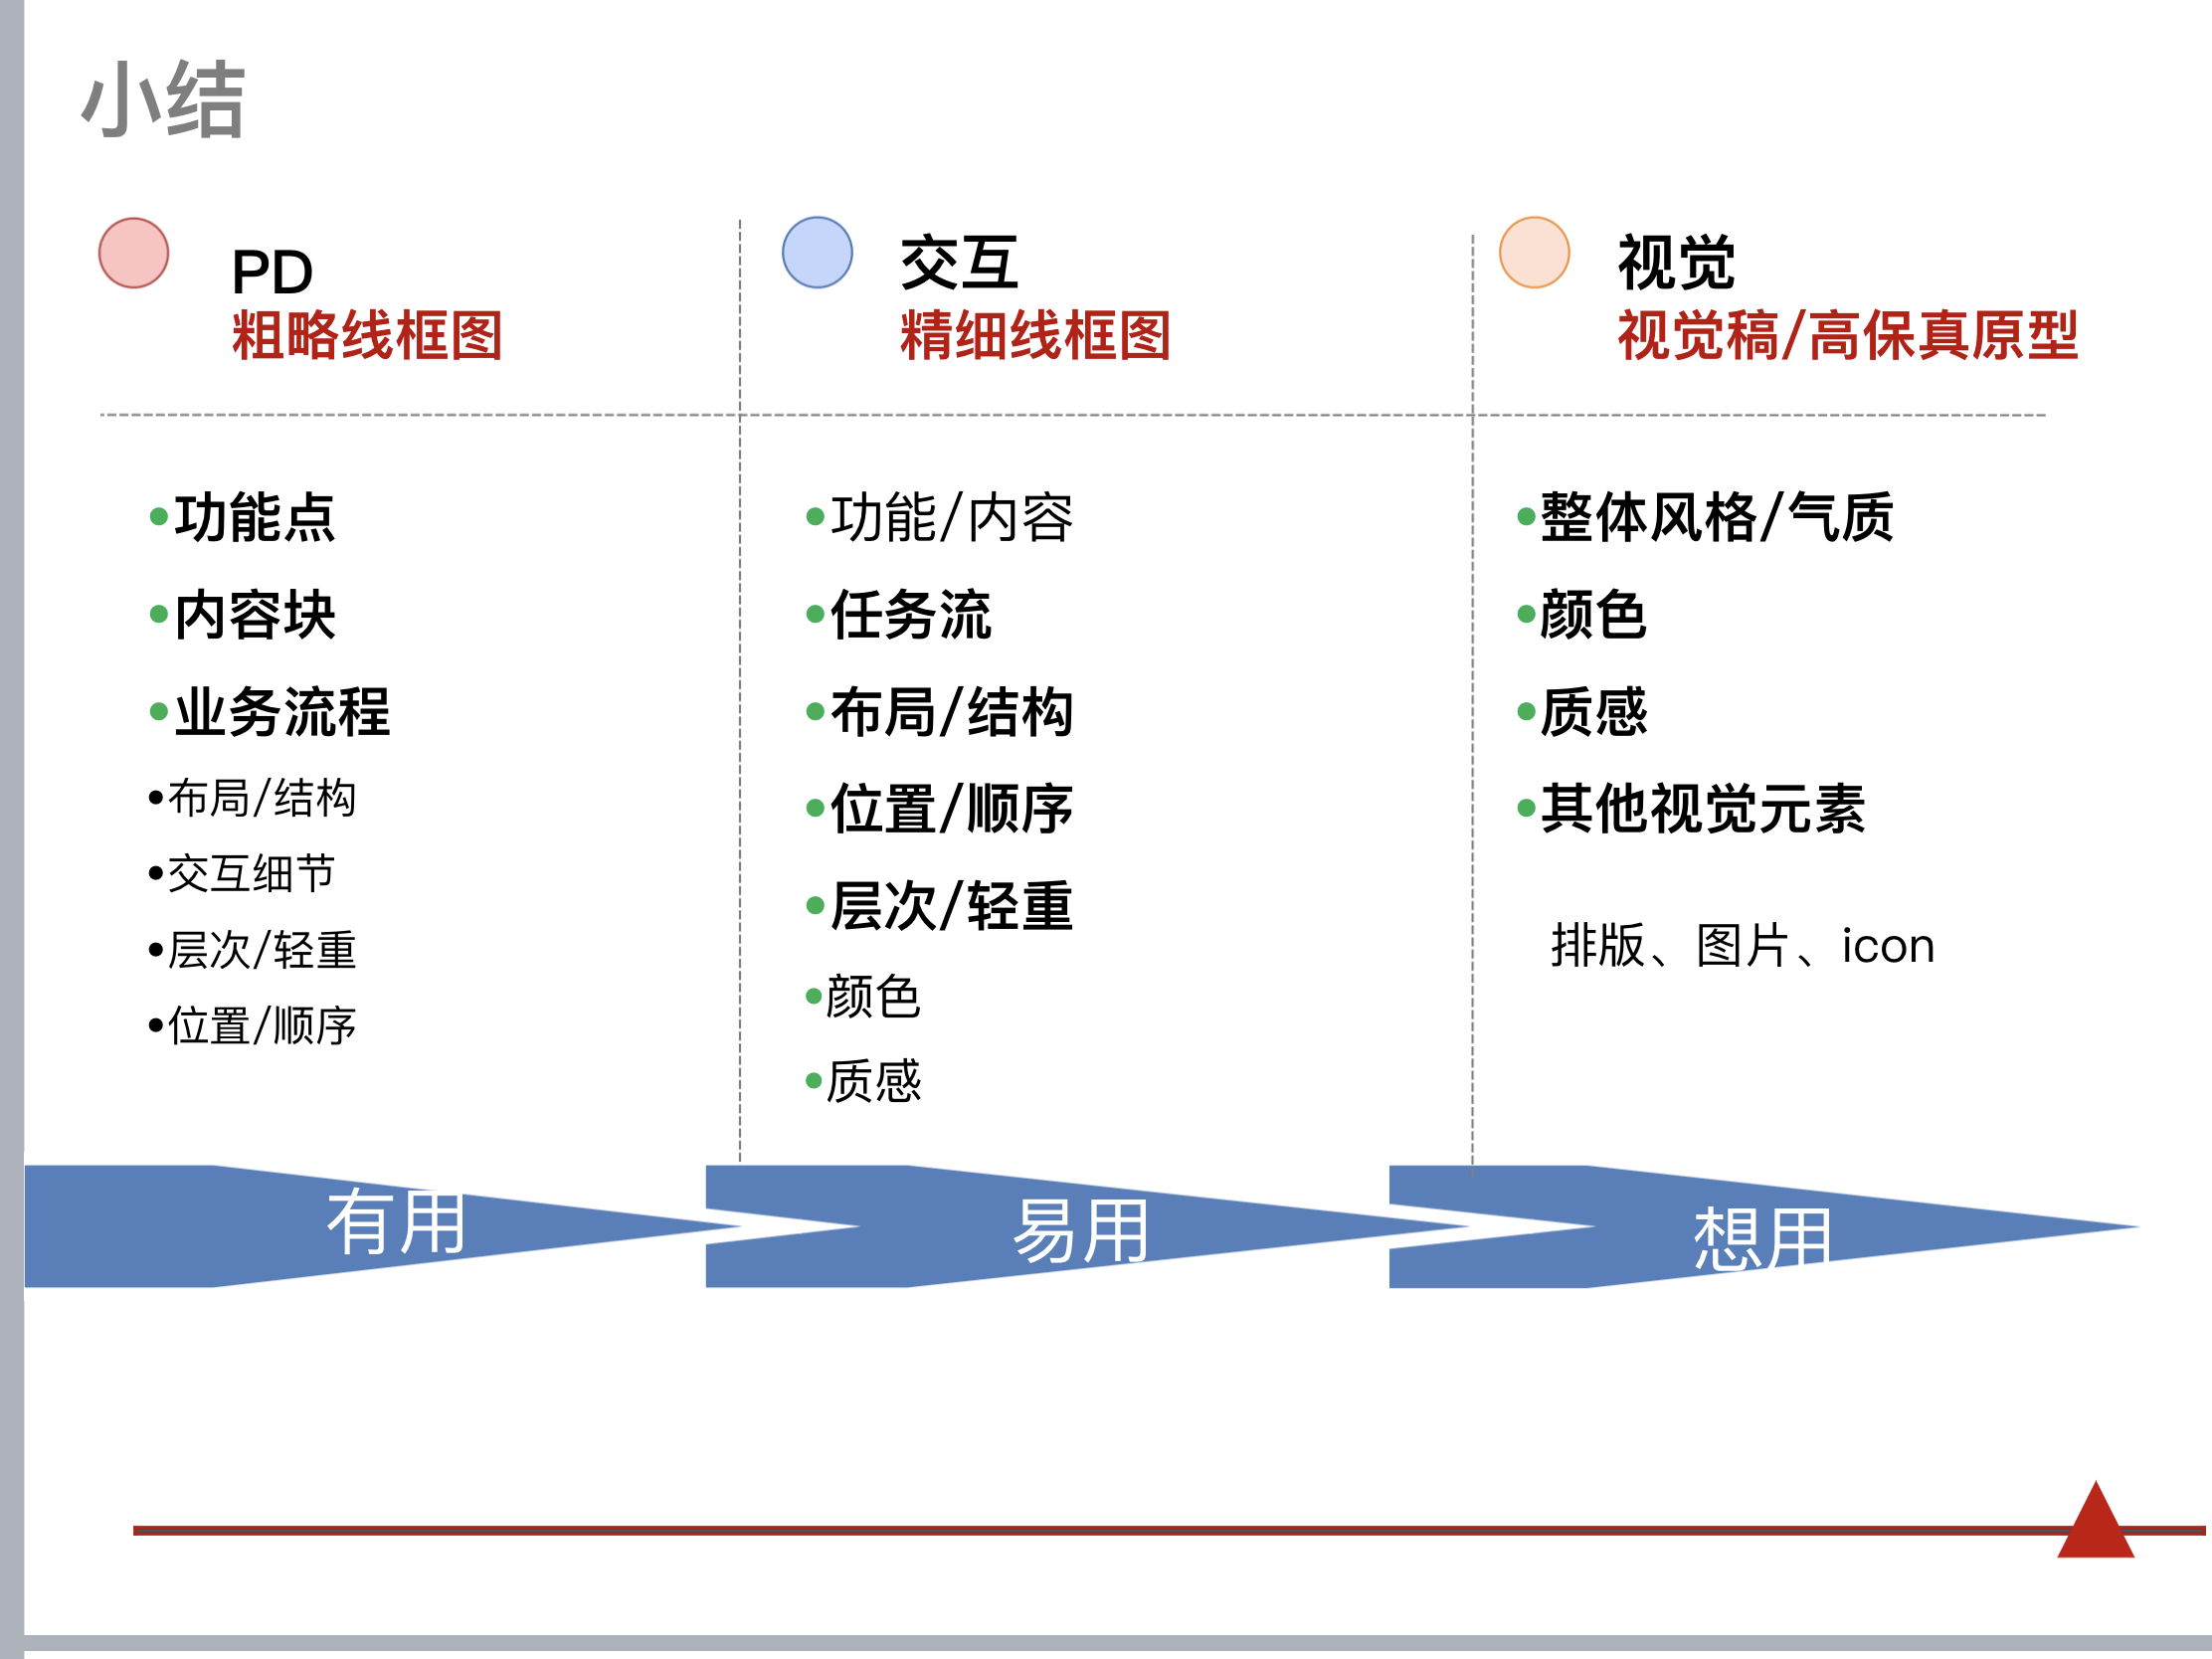 小结
PD
粗略线框图
•功能点
•内容块
•业务流程
•布局/结构
•交互细节
•层次/轻重
•位置/顺序
交互
精细线框图
•功能/内容
•任务流
•布局/结构
•位置/顺序
•层次/轻重
•颜色
•质感
视觉
视觉稿/高保真原型
•整体风格/气质
•颜色
•质感
•其他视觉元素
排版、图片、icon
有用
易用
想用